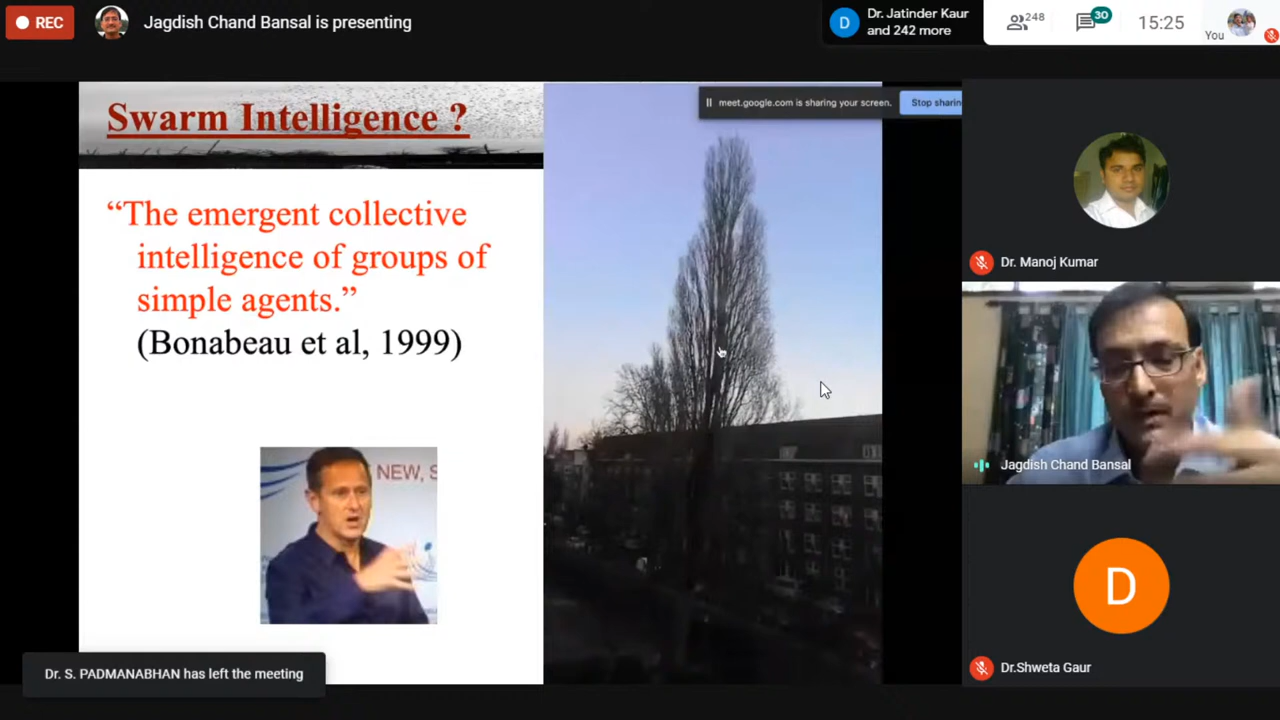 REC
Jagdish Chand Bansal is presenting
D
Dr. Jatinder Kaur
and 242 more
248
30
15:25
You
Swarm Intelligence ?
meet.google.com is sharing your screen.
Stop sharin
“The emergent collective
intelligence of groups of
simple agents.”
(Bonabeau et al, 1999)
NEW, S
Dr. Manoj Kumar
Jagdish Chand Bansal
D
Dr.Shweta Gaur
Dr. S. PADMANABHAN has left the meeting